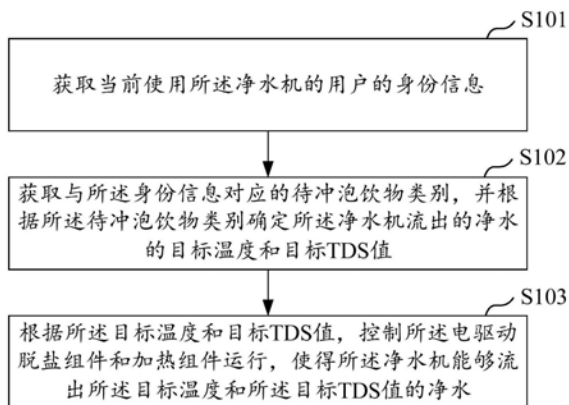 S101
获取当前使用所述净水机的用户的身份信息
S102
获取与所述身份信息对应的待冲泡饮物类别，并根
据所述待冲泡饮物类别确定所述净水机流出的净水
的目标温度和目标TDS值
S103
根据所述目标温度和目标TDS值，控制所述电驱动
脱盐组件和加热组件运行，使得所述净水机能够流
出所述目标温度和所述目标TDS值的净水